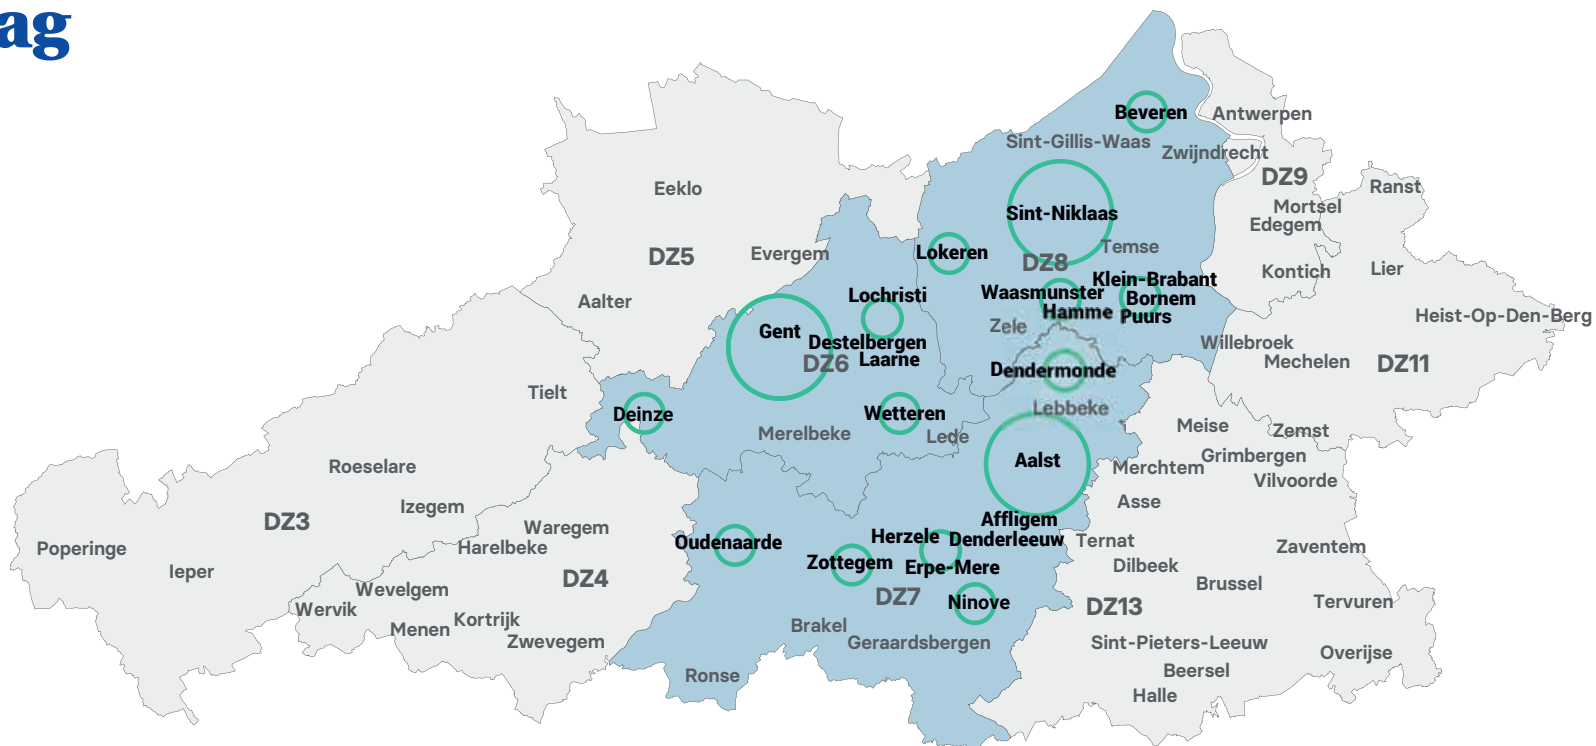 ag
Beveren
Antwerpen
Sint-Gillis-Waas
Zwijndrecht
DZ9
Ranst
Eeklo
Mortsel
Sint-Niklaas
Edegem
Evergem
Lokeren
Temse
DZ5
DZ8
Kontich
Lier
Klein-Brabant
Bornem
Puurs
Waasmunster
Hamme
Lochristi
Aalter
Heist-Op-Den-Berg
Zele
Gent
Destelbergen
Laarne
DZ6
Willebroek
Mechelen
DZ11
Dendermonde
Tielt
Deinze
Wetteren
Lebbeke
Merelbeke
Lede
Meise
Zemst
Grimbergen
Aalst
Merchtem
Vilvoorde
Roeselare
Asse
Izegem
DZ3
Affligem
Denderleeuw
Waregem
Herzele
Oudenaarde
Ternat
Harelbeke
Poperinge
Zaventem
Zottegem
Erpe-Mere
Dilbeek
Ieper
DZ4
Brussel
Wevelgem
DZ7
Ninove
DZ13
Tervuren
Wervik
Kortrijk
Menen
Brakel
Zwevegem
Geraardsbergen
Sint-Pieters-Leeuw
Overijse
Beersel
Ronse
Halle